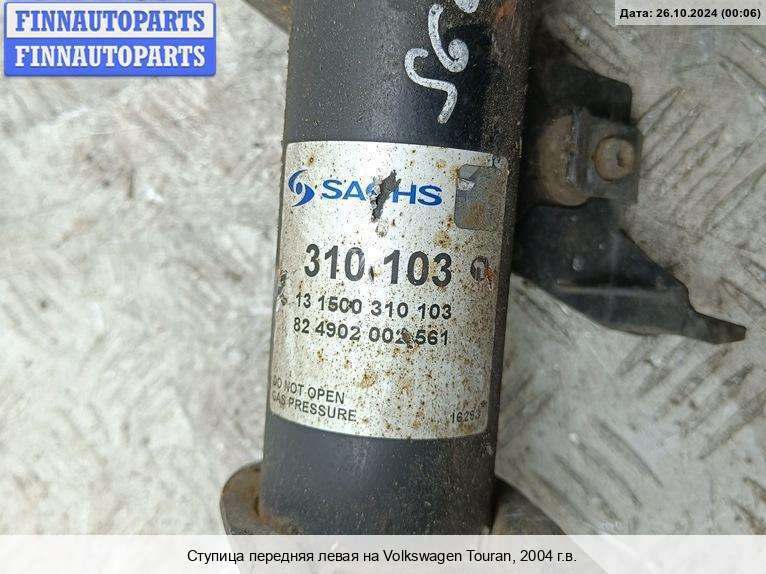 FINNAUTOPARTS
FINNAUTOPARTS
Дата: 26.10.2024 (00:06)
SACHS
310 103
13 1500 310 103
82 4902 002 561
DO NOT OPEN
GAS PRESSURE
Ступица передняя левая на Volkswagen Touran, 2004 г.в.